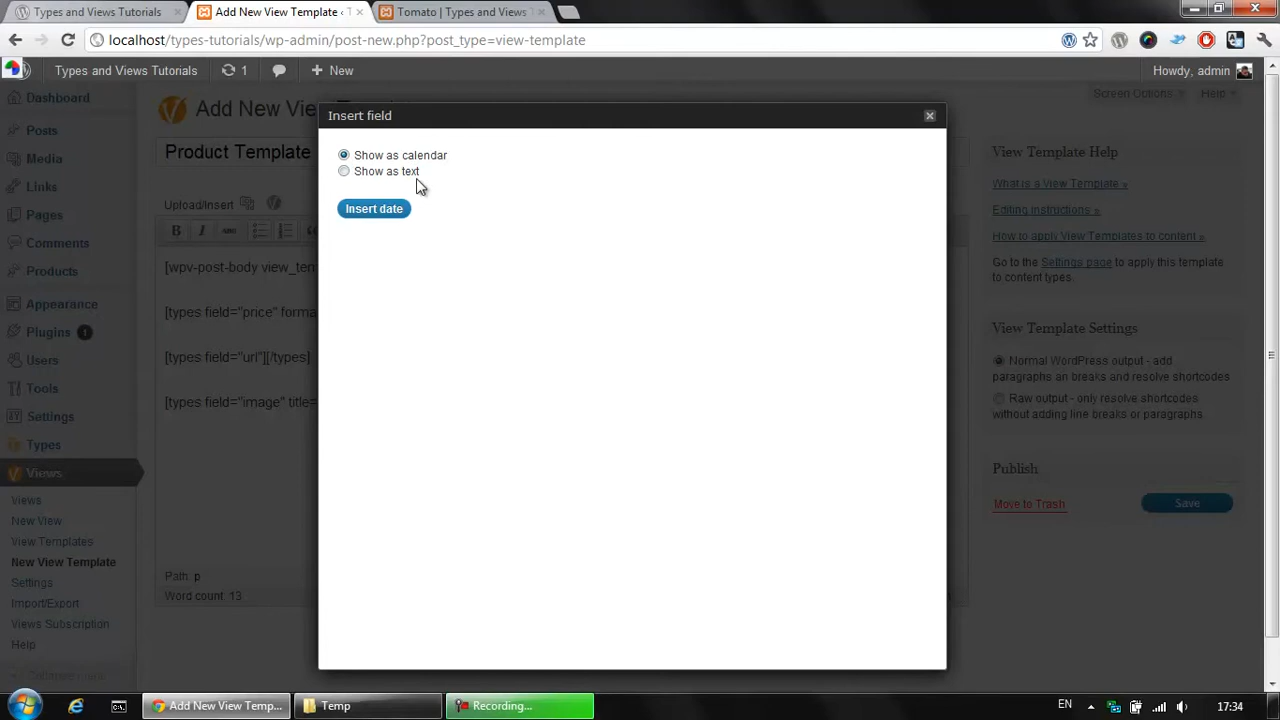 Types and Views Tutorials
Add New View Template ‹
Tomato | Types and Views
localhost/types-tutorials/wp-admin/post-new.php?post_type=view-template
Types and Views Tutorials
1
New
Howdy, admin
Dashboard
Posts
Media
Links
Pages
Comments
Products
Appearance
Plugins 1
Users
Tools
Settings
Types
Views
Views
New View
View Templates
New View Template
Settings
Import/Export
Views Subscription
Help
Collapse menu
Add New View
Screen Options
Help
Product Template
Upload/Insert
B I ABC
[wpv-post-body view_tem
[types field="price" forma
[types field="url"][/types]
[types field="image" title=
Path: p
Word count: 13
Insert field
Show as calendar
Show as text
Insert date
View Template Help
What is a View Template »
Editing instructions »
How to apply View Templates to content »
Go to the Settings page to apply this template
to content types.
View Template Settings
Normal WordPress output - add
paragraphs an breaks and resolve shortcodes
Raw output - only resolve shortcodes
without adding line breaks or paragraphs
Publish
Move to Trash
Save
Add New View Temp...
Temp
Recording...
EN
17:34